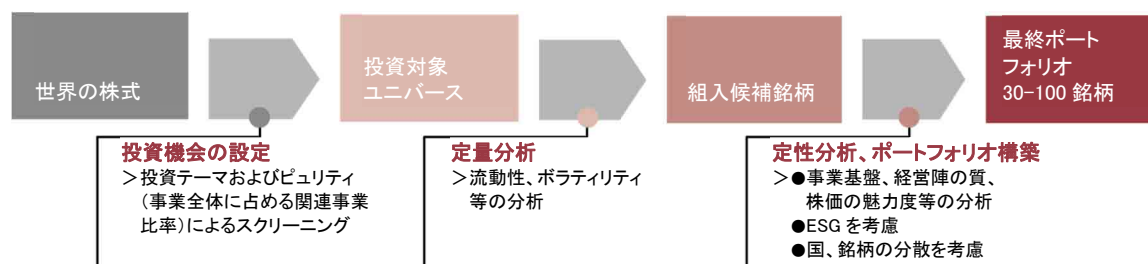 世界の株式
投資対象
ユニバース
組入候補銘柄
最終ポート
フォリオ
30-100 銘柄
投資機会の設定
＞投資テーマおよびピュリティ
（事業全体に占める関連事業
比率）によるスクリーニング
定量分析
＞流動性、ボラティリティ
等の分析
定性分析、ポートフォリオ構築
＞●事業基盤、経営陣の質、
株価の魅力度等の分析
●ESG を考慮
●国、銘柄の分散を考慮